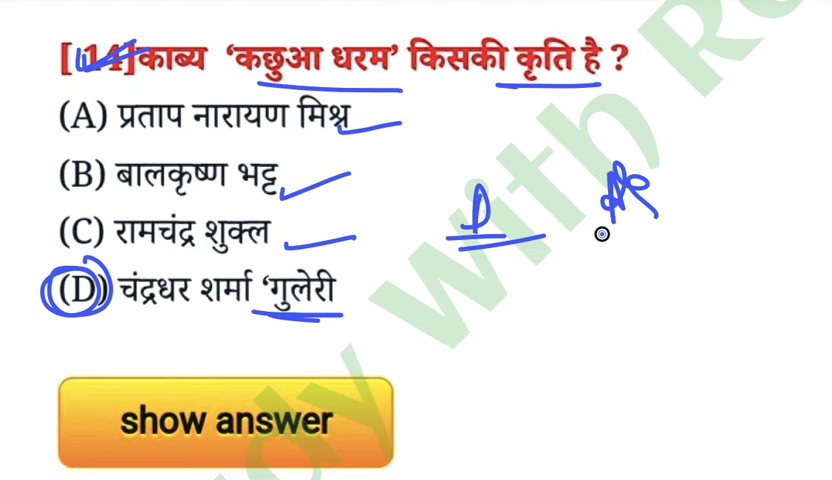 [ 14]काब्य ‘कछुआ धरम’ किसकी कृति है ?
(A) प्रताप नारायण मिश्र
(B) बालकृष्ण भट्ट
(C) रामचंद्र शुक्ल
D
(D) चंद्रधर शर्मा ‘गुलेरी
show answer